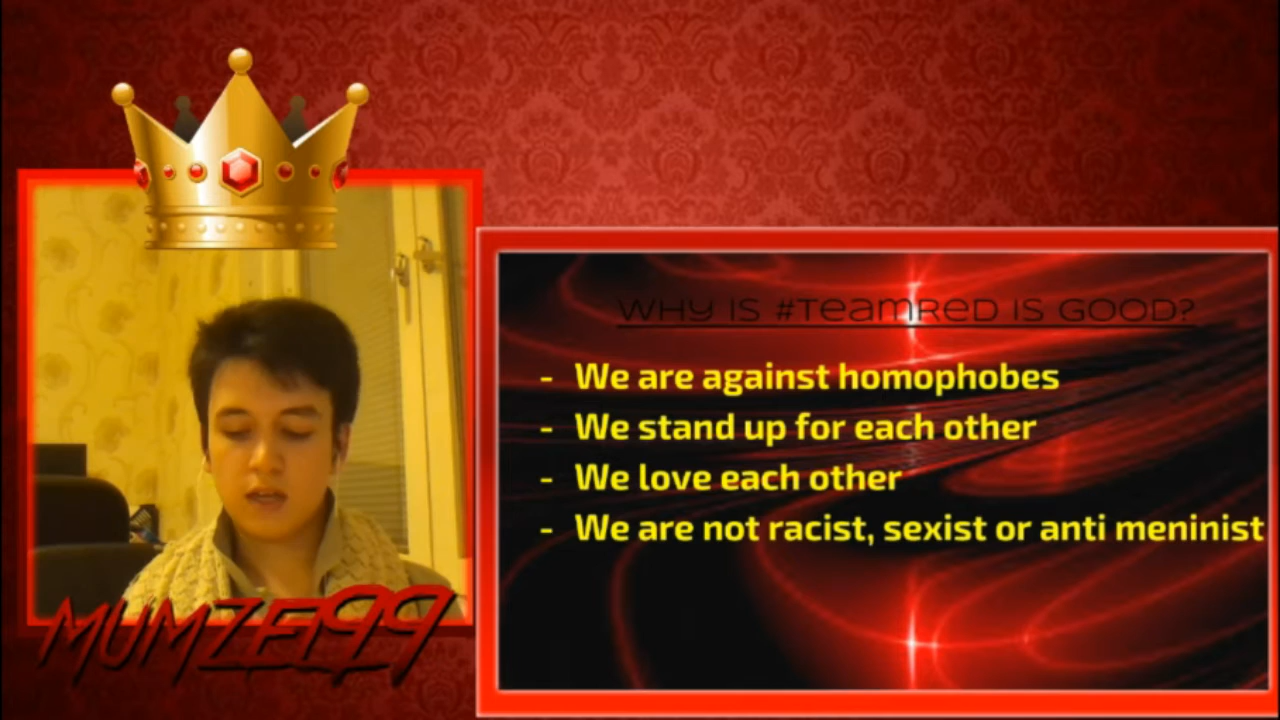 WHY IS #TEAMRED IS GOOD?
- We are against homophobes
- We stand up for each other
- We love each other
- We are not racist, sexist or anti meninist
MUMZEI99